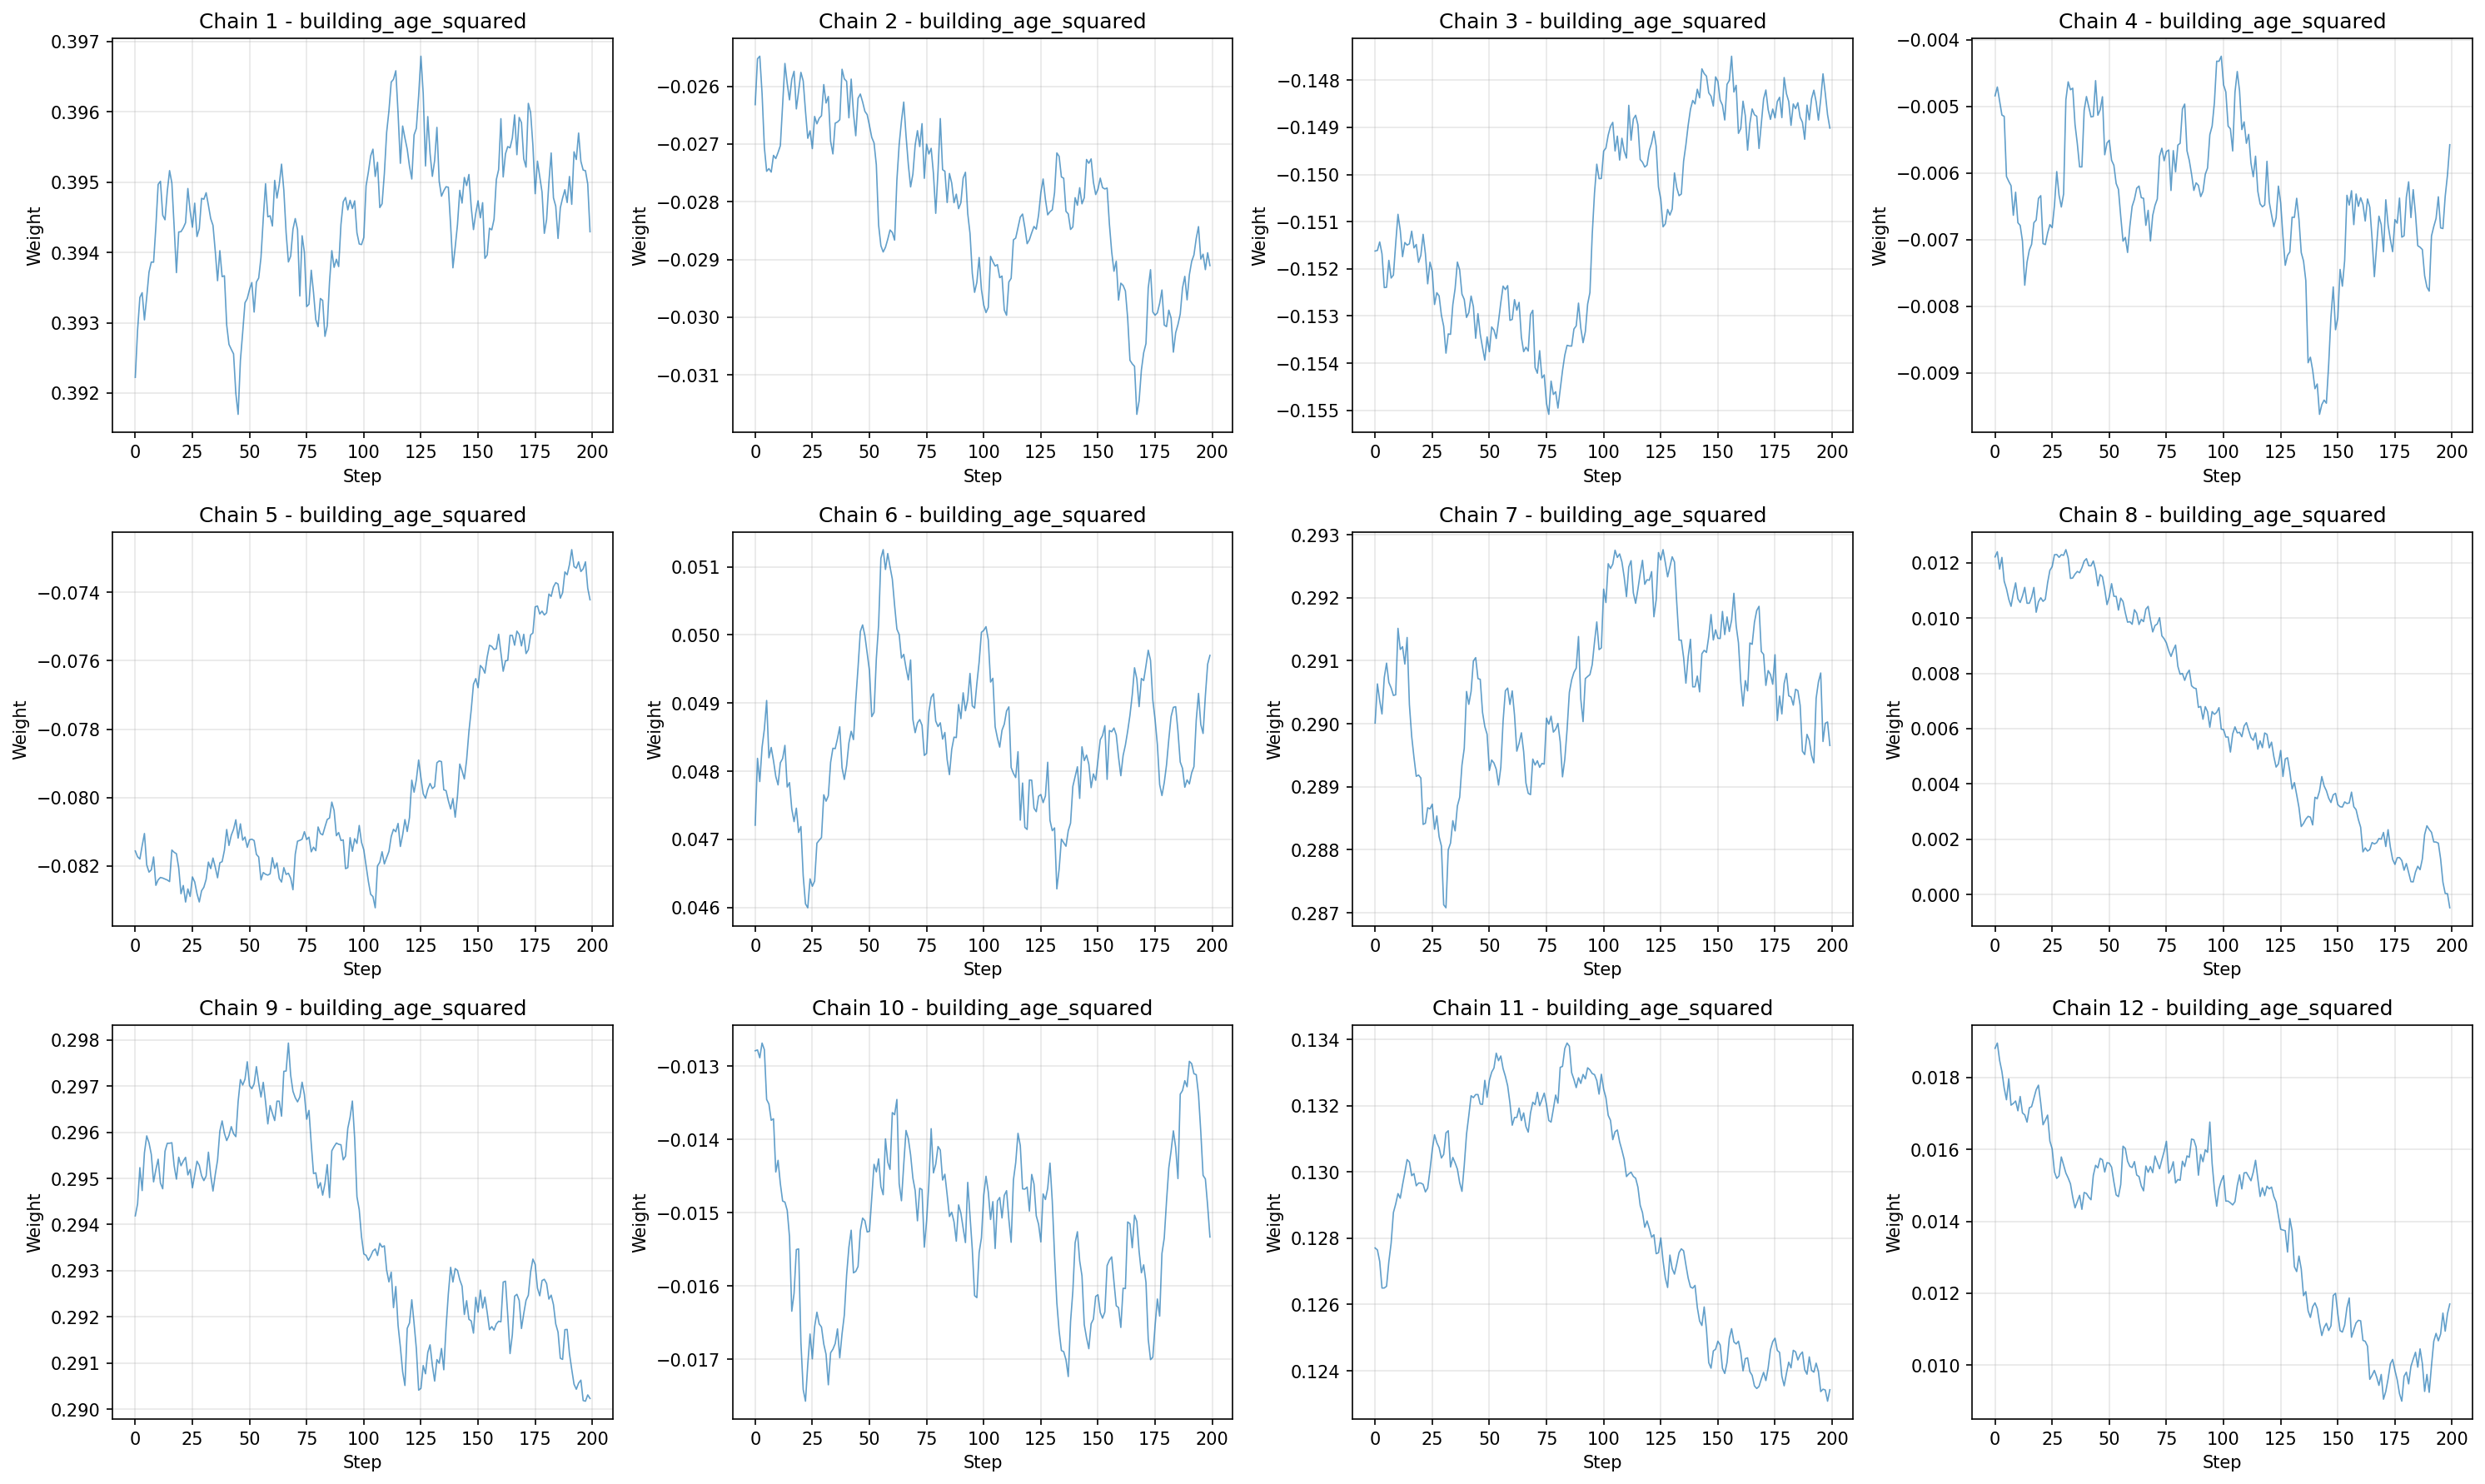 Chain 1 - building_age_squared
0.397
0.396
0.395
0.394
0.393
0.392
Weight
0 25 50 75 100 125 150 175 200
Step
Chain 2 - building_age_squared
−0.026
−0.027
−0.028
−0.029
−0.030
−0.031
Weight
0 25 50 75 100 125 150 175 200
Step
Chain 3 - building_age_squared
−0.148
−0.149
−0.150
−0.151
−0.152
−0.153
−0.154
−0.155
Weight
0 25 50 75 100 125 150 175 200
Step
Chain 4 - building_age_squared
−0.004
−0.005
−0.006
−0.007
−0.008
−0.009
Weight
0 25 50 75 100 125 150 175 200
Step
Chain 5 - building_age_squared
−0.074
−0.076
−0.078
−0.080
−0.082
Weight
0 25 50 75 100 125 150 175 200
Step
Chain 6 - building_age_squared
0.051
0.050
0.049
0.048
0.047
0.046
Weight
0 25 50 75 100 125 150 175 200
Step
Chain 7 - building_age_squared
0.293
0.292
0.291
0.290
0.289
0.288
0.287
Weight
0 25 50 75 100 125 150 175 200
Step
Chain 8 - building_age_squared
0.012
0.010
0.008
0.006
0.004
0.002
0.000
Weight
0 25 50 75 100 125 150 175 200
Step
Chain 9 - building_age_squared
0.298
0.297
0.296
0.295
0.294
0.293
0.292
0.291
0.290
Weight
0 25 50 75 100 125 150 175 200
Step
Chain 10 - building_age_squared
−0.013
−0.014
−0.015
−0.016
−0.017
Weight
0 25 50 75 100 125 150 175 200
Step
Chain 11 - building_age_squared
0.134
0.132
0.130
0.128
0.126
0.124
Weight
0 25 50 75 100 125 150 175 200
Step
Chain 12 - building_age_squared
0.018
0.016
0.014
0.012
0.010
Weight
0 25 50 75 100 125 150 175 200
Step